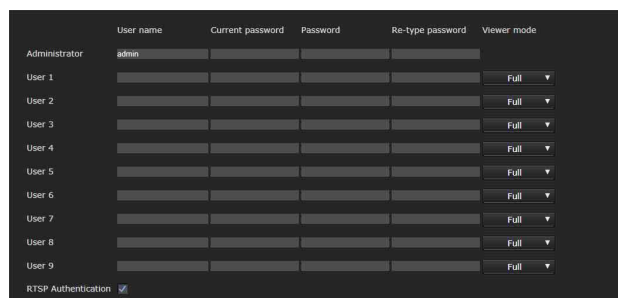 User name Current password Password Re-type password Viewer mode
Administrator admin
User 1 Full
User 2 Full
User 3 Full
User 4 Full
User 5 Full
User 6 Full
User 7 Full
User 8 Full
User 9 Full
RTSP Authentication